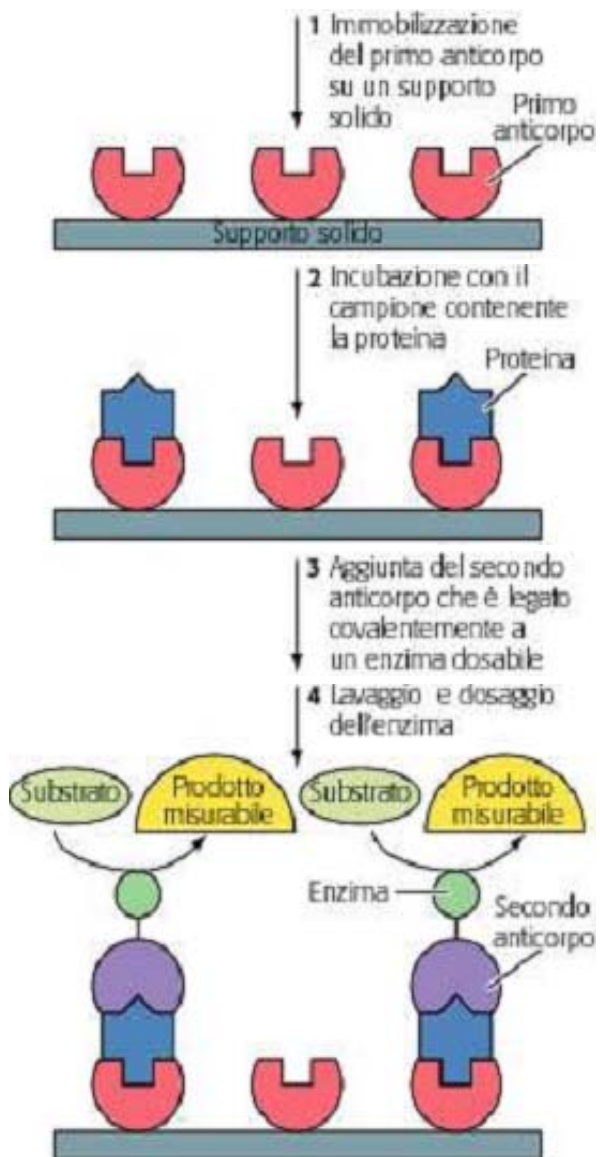 1 Immobilizzazione
del primo anticorpo
su un supporto
solido
Primo
anticorpo
Supporto solido
2 Incubazione con il
campione contenente
la proteina
Proteina
3 Aggiunta del secondo
anticorpo che è legato
covalentemente a
un enzima dosabile
4 Lavaggio e dosaggio
dell'enzima
Substrato
Prodotto
misurabile
Substrato
Prodotto
misurabile
Enzima
Secondo
anticorpo